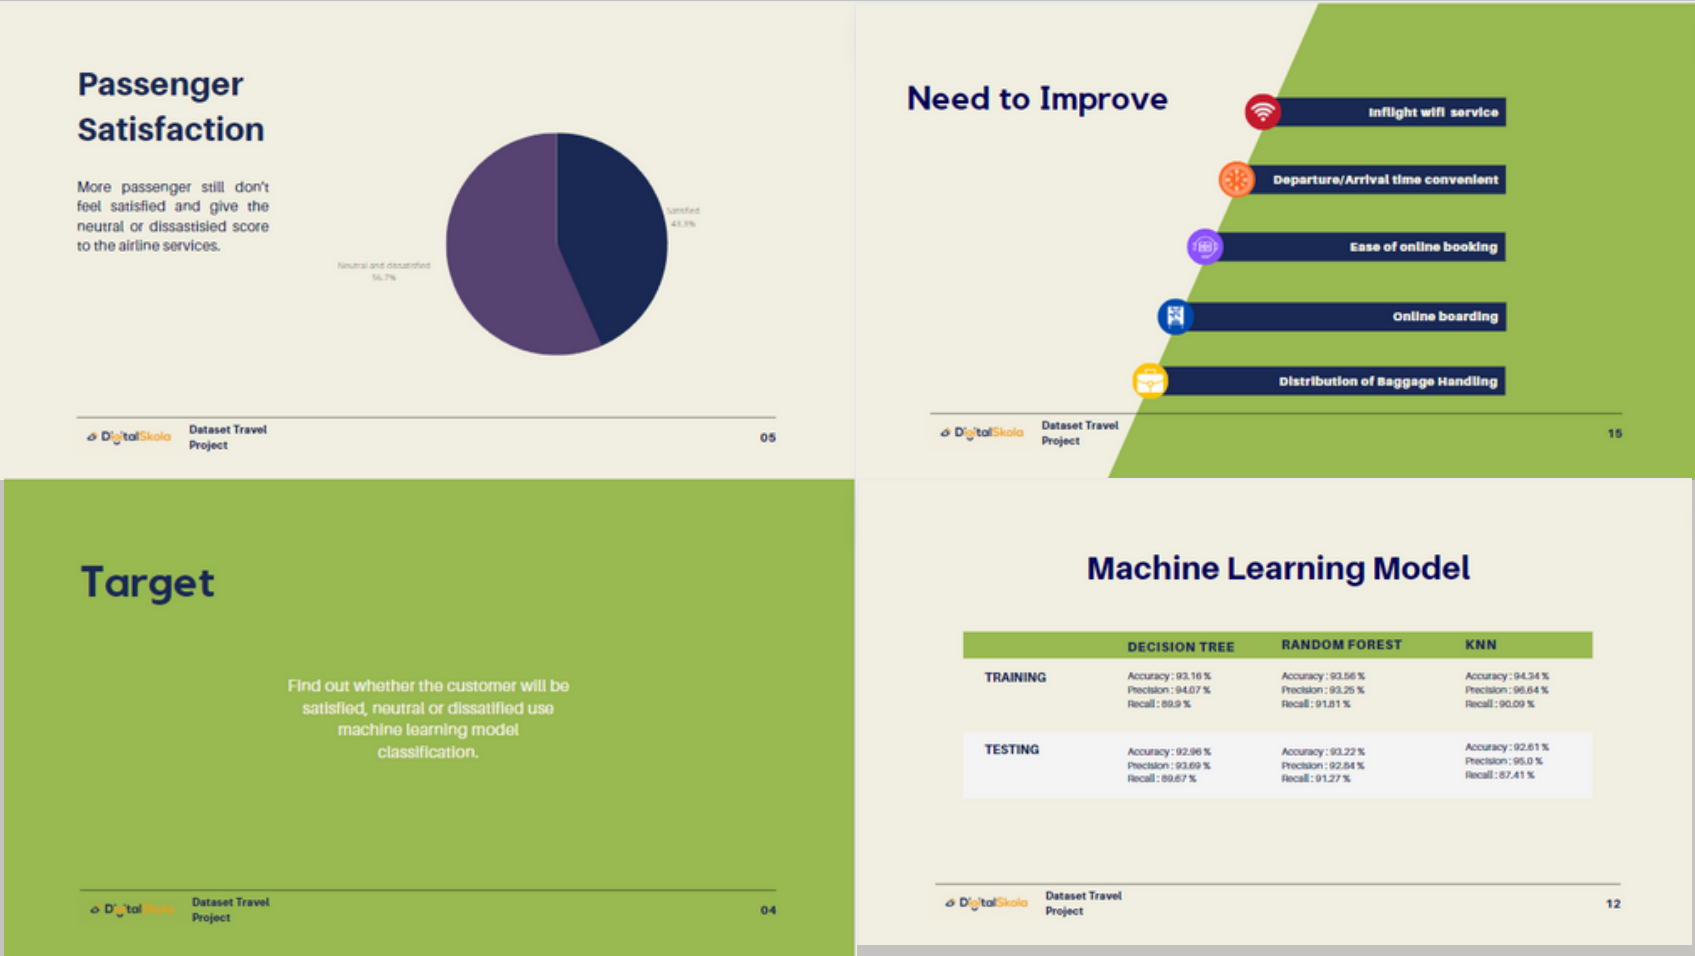 Passenger
Satisfaction
More passenger still don't
feel satisfied and give the
neutral or dissastisied score
to the airline services.
Satisfied
43.3%
Neutral and dissatisfied
56.7%
DigitalSkola
Dataset Travel
Project
05
Need to Improve
Inflight wifi service
Departure/Arrival time convenient
Ease of online booking
Online boarding
Distribution of Baggage Handling
DigitalSkola
Dataset Travel
Project
15
Target
Find out whether the customer will be
satisfied, neutral or dissatified use
machine learning model
classification.
DigitalSkola
Dataset Travel
Project
04
Machine Learning Model
DECISION TREE RANDOM FOREST KNN
TRAINING
Accuracy : 93.16 %
Precision : 94.07 %
Recall : 89.9 %
Accuracy : 93.56 %
Precision : 93.25 %
Recall : 91.81 %
Accuracy : 94.34 %
Precision : 96.64 %
Recall : 90.09 %
TESTING
Accuracy : 92.96 %
Precision : 93.69 %
Recall : 89.67 %
Accuracy : 93.22 %
Precision : 92.84 %
Recall : 91.27 %
Accuracy : 92.61 %
Precision : 95.0 %
Recall : 87.41 %
DigitalSkola
Dataset Travel
Project
12